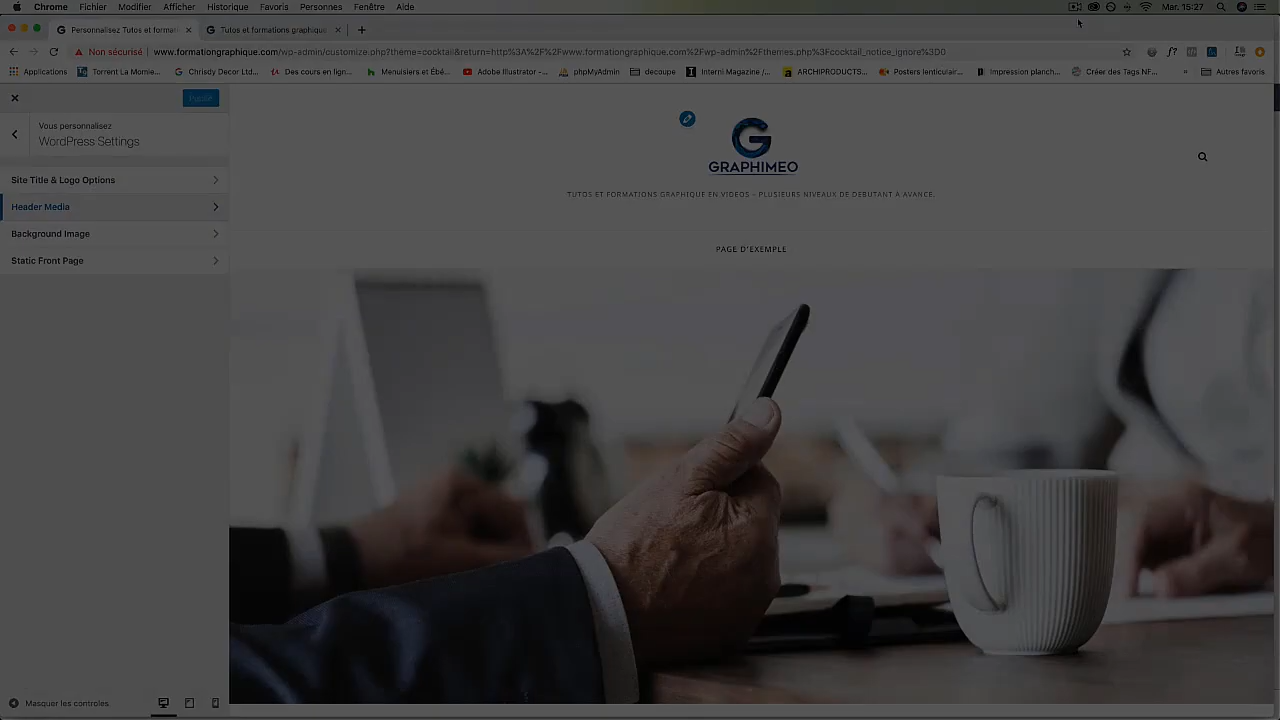 Chrome Fichier Modifier Afficher Historique Favoris Personnes Fenêtre Aide Mar. 15:27
Personnalisez Tutos et formati
Tutos et formations graphique
Non sécurisé www.formationgraphique.com/wp-admin/customize.php?theme=cocktail&return=http%3A%2F%2Fwww.formationgraphique.com%2Fwp-admin%2Fthemes.php%3Fcocktail_notice_ignore%3D0
Applications Torrent La Momie... Chrisdy Decor Ltd... Des cours en lign... Menuisiers et Ébé... Adobe Illustrator -... phpMyAdmin decoupe Interni Magazine /... ARCHIPRODUCTS... Posters lenticulair... Impression planch... Créer des Tags NF... » Autres favoris
Publié
Vous personnalisez
WordPress Settings
Site Title & Logo Options
Header Media
Background Image
Static Front Page
GRAPHIMEO
TUTOS ET FORMATIONS GRAPHIQUE EN VIDEOS – PLUSIEURS NIVEAUX DE DEBUTANT À AVANCE.
PAGE D'EXEMPLE
Masquer les contrôles